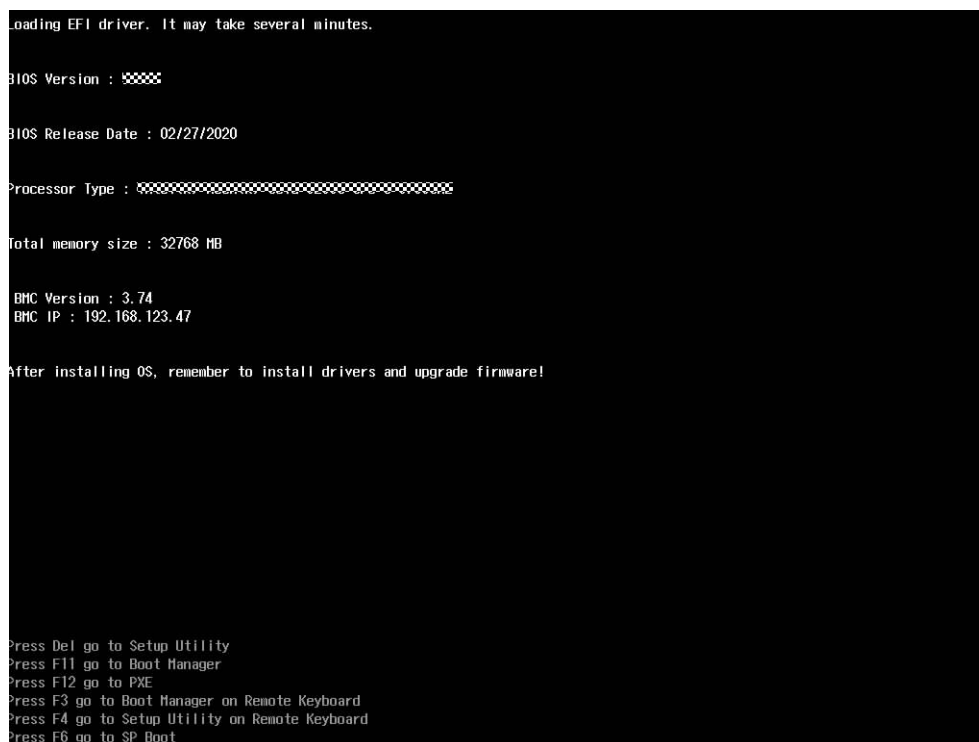 Loading EFI driver. It may take several minutes.
BIOS Version :
BIOS Release Date : 02/27/2020
Processor Type :
Total memory size : 32768 MB
BMC Version : 3.74
BMC IP : 192.168.123.47
After installing OS, remember to install drivers and upgrade firmware!
Press Del go to Setup Utility
Press F11 go to Boot Manager
Press F12 go to PXE
Press F3 go to Boot Manager on Remote Keyboard
Press F4 go to Setup Utility on Remote Keyboard
Press F6 go to SP Boot